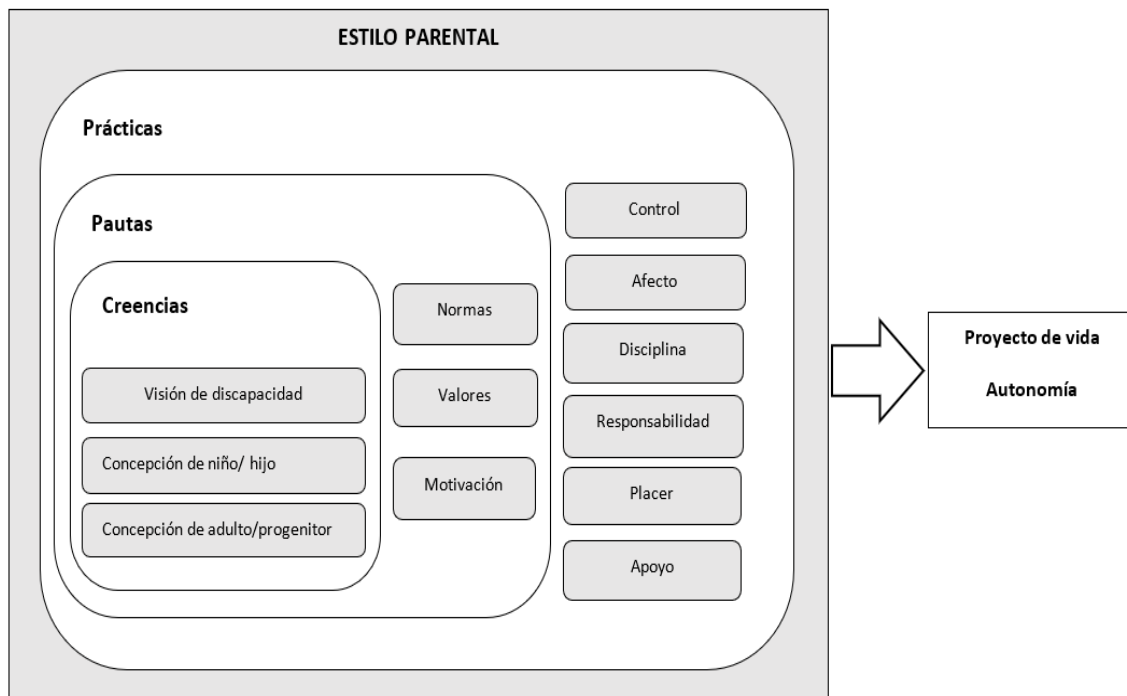 ESTILO PARENTAL
Prácticas
Pautas
Creencias
Visión de discapacidad
Concepción de niño/ hijo
Concepción de adulto/progenitor
Normas
Valores
Motivación
Control
Afecto
Disciplina
Responsabilidad
Placer
Apoyo
Proyecto de vida
Autonomía